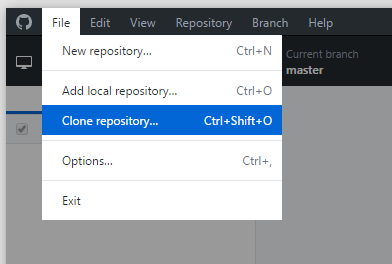 File Edit View Repository Branch Help
New repository... Ctrl+N
Current branch
master
Add local repository... Ctrl+O
Clone repository... Ctrl+Shift+O
Options... Ctrl+,
Exit